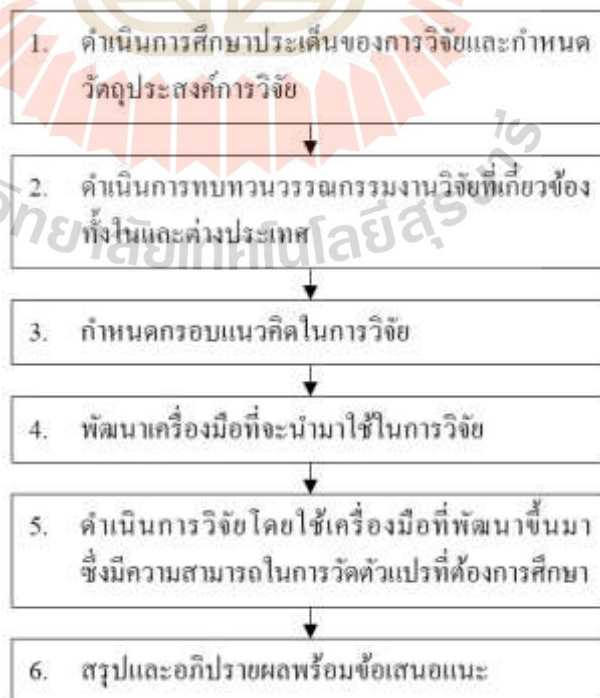 1. ดำเนินการศึกษาประเด็นของการวิจัยและกำหนด
วัตถุประสงค์การวิจัย
2. ดำเนินการทบทวนวรรณกรรมงานวิจัยที่เกี่ยวข้อง
ทั้งในและต่างประเทศ
3. กำหนดกรอบแนวคิดในการวิจัย
4. พัฒนาเครื่องมือที่จะนำมาใช้ในการวิจัย
5. ดำเนินการวิจัยโดยใช้เครื่องมือที่พัฒนาขึ้นมา
ซึ่งมีความสามารถในการวัดตัวแปรที่ต้องการศึกษา
6. สรุปและอภิปรายผลพร้อมข้อเสนอแนะ